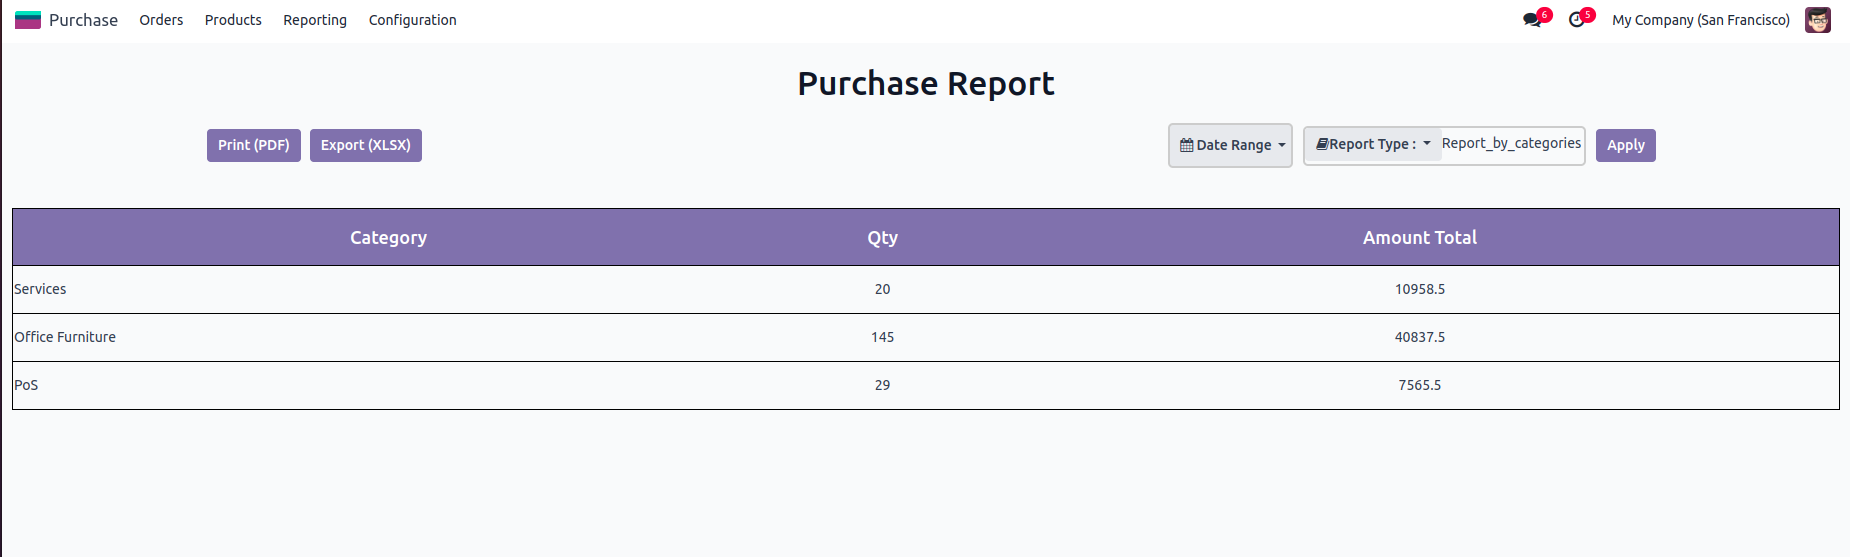 Purchase Orders Products Reporting Configuration 6 5 My Company (San Francisco)
Purchase Report
Print (PDF) Export (XLSX) Date Range Report Type : Report_by_categories Apply
Category Qty Amount Total
Services 20 10958.5
Office Furniture 145 40837.5
PoS 29 7565.5